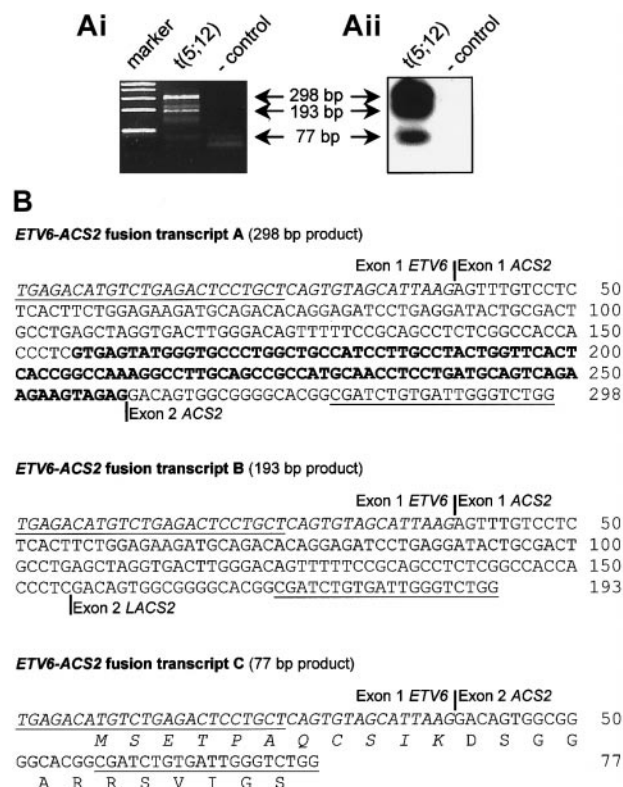 Ai
Aii
marker
t(5;12)
- control
t(5;12)
- control
298 bp
193 bp
77 bp
B
ETV6-ACS2 fusion transcript A (298 bp product)
Exon 1 ETV6 Exon 1 ACS2
TGAGACATGTCTGAGACTCCTGCTCAGTGTAGCATTAAGAGTTTGTCCTC 50
TCACTTCTGGAGAAGATGCAGACACAGGAGATCCTGAGGATACTGCGACT 100
GCCTGAGCTAGGTGACTTGGGACAGTTTTTCCGCAGCCTCTCGGCCACCA 150
CCCTCGTGAGTATGGGTGCCCTGGCTGCCATCCTTGCCTACTGGTTCACT 200
CACCGGCCAAAGGCCTTGCAGCCGCCATGCAACCTCCTGATGCAGTCAGA 250
AGAAGTAGAGGACAGTGGCGGGGCACGGCGATCTGTGATTGGGTCTGG 298
Exon 2 ACS2
ETV6-ACS2 fusion transcript B (193 bp product)
Exon 1 ETV6 Exon 1 ACS2
TGAGACATGTCTGAGACTCCTGCTCAGTGTAGCATTAAGAGTTTGTCCTC 50
TCACTTCTGGAGAAGATGCAGACACAGGAGATCCTGAGGATACTGCGACT 100
GCCTGAGCTAGGTGACTTGGGACAGTTTTTCCGCAGCCTCTCGGCCACCA 150
CCCTCGACAGTGGCGGGGCACGGCGATCTGTGATTGGGTCTGG 193
Exon 2 LACS2
ETV6-ACS2 fusion transcript C (77 bp product)
Exon 1 ETV6 Exon 2 ACS2
TGAGACATGTCTGAGACTCCTGCTCAGTGTAGCATTAAGGACAGTGGCGG 50
M S E T P A Q C S I K D S G G
GGCACGGCGATCTGTGATTGGGTCTGG 77
A R R S V I G S